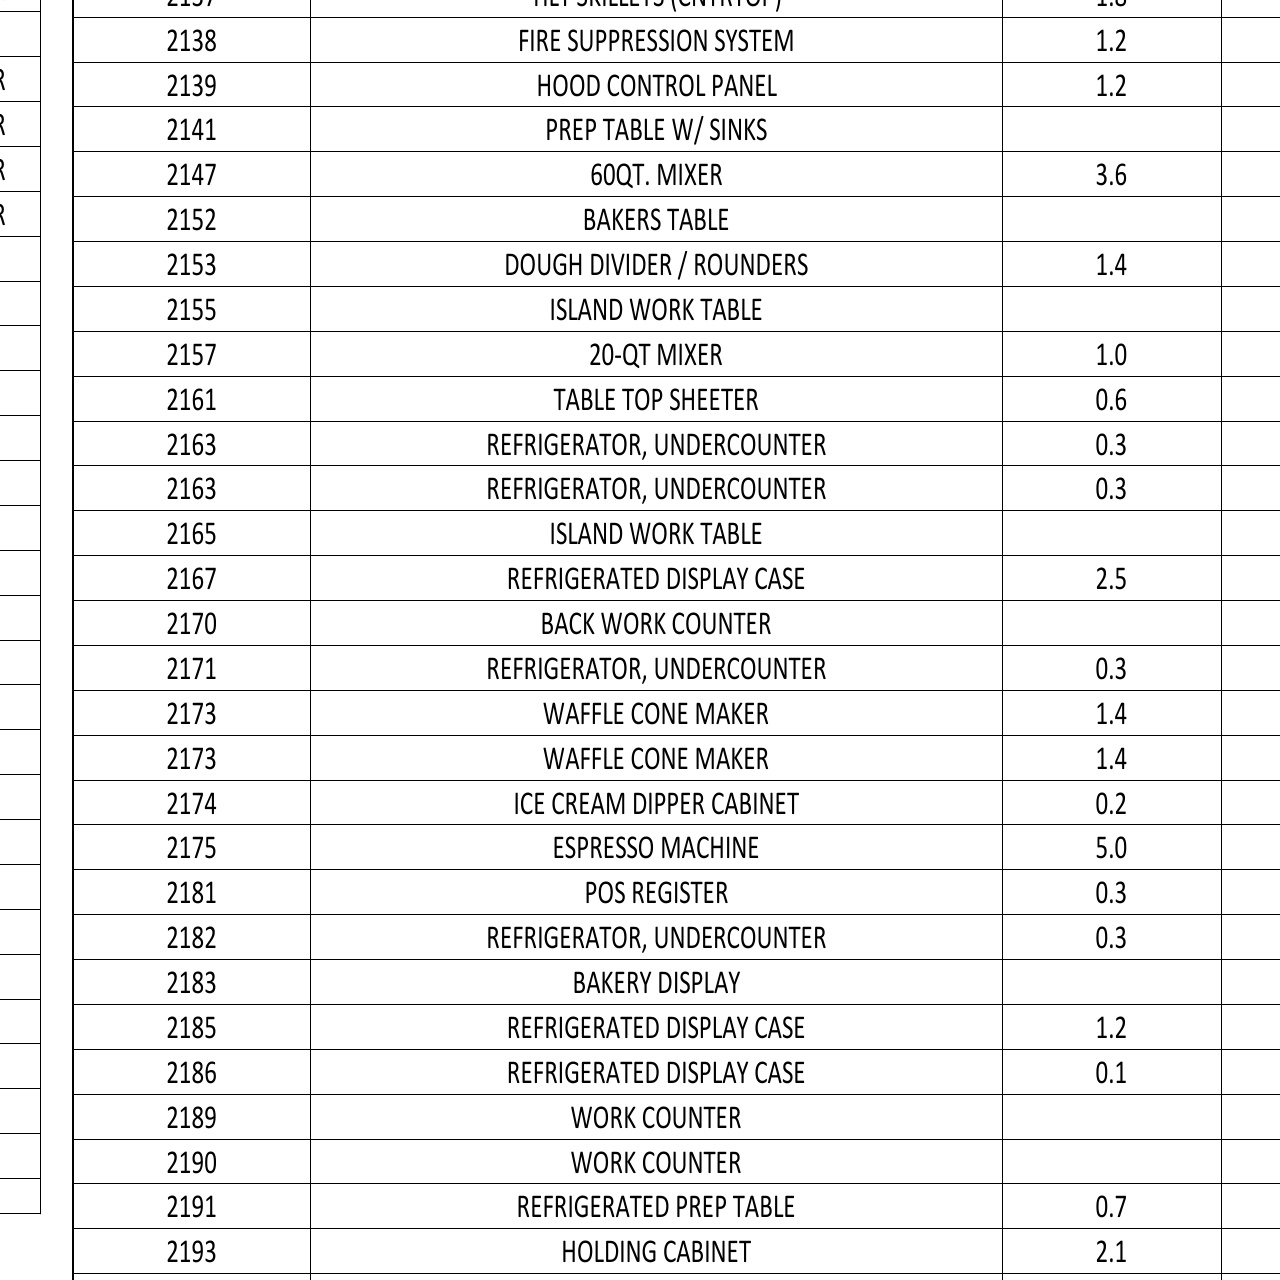 R
R
R
R
2138 FIRE SUPPRESSION SYSTEM 1.2
2139 HOOD CONTROL PANEL 1.2
2141 PREP TABLE W/ SINKS
2147 60QT. MIXER 3.6
2152 BAKERS TABLE
2153 DOUGH DIVIDER / ROUNDERS 1.4
2155 ISLAND WORK TABLE
2157 20-QT MIXER 1.0
2161 TABLE TOP SHEETER 0.6
2163 REFRIGERATOR, UNDERCOUNTER 0.3
2163 REFRIGERATOR, UNDERCOUNTER 0.3
2165 ISLAND WORK TABLE
2167 REFRIGERATED DISPLAY CASE 2.5
2170 BACK WORK COUNTER
2171 REFRIGERATOR, UNDERCOUNTER 0.3
2173 WAFFLE CONE MAKER 1.4
2173 WAFFLE CONE MAKER 1.4
2174 ICE CREAM DIPPER CABINET 0.2
2175 ESPRESSO MACHINE 5.0
2181 POS REGISTER 0.3
2182 REFRIGERATOR, UNDERCOUNTER 0.3
2183 BAKERY DISPLAY
2185 REFRIGERATED DISPLAY CASE 1.2
2186 REFRIGERATED DISPLAY CASE 0.1
2189 WORK COUNTER
2190 WORK COUNTER
2191 REFRIGERATED PREP TABLE 0.7
2193 HOLDING CABINET 2.1